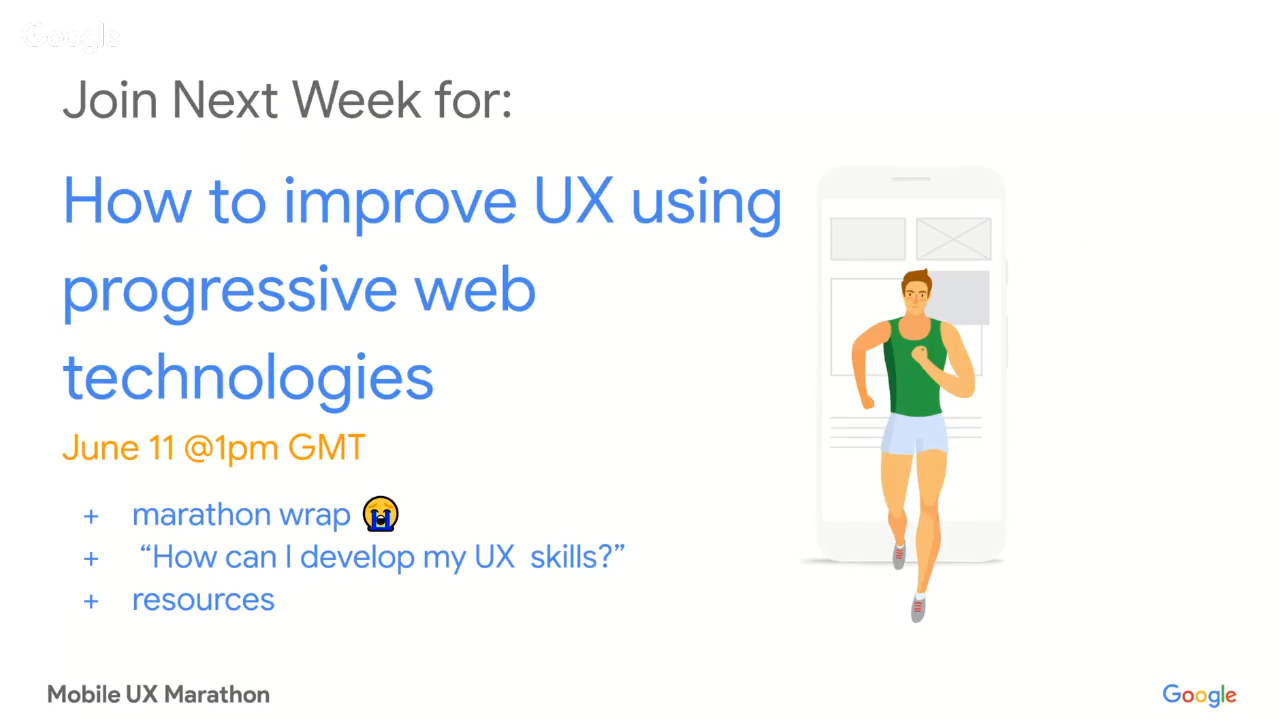 Google
Join Next Week for:
How to improve UX using
progressive web
technologies
June 11 @1pm GMT
+ marathon wrap 😭
+ “How can I develop my UX skills?”
+ resources
Mobile UX Marathon
Google